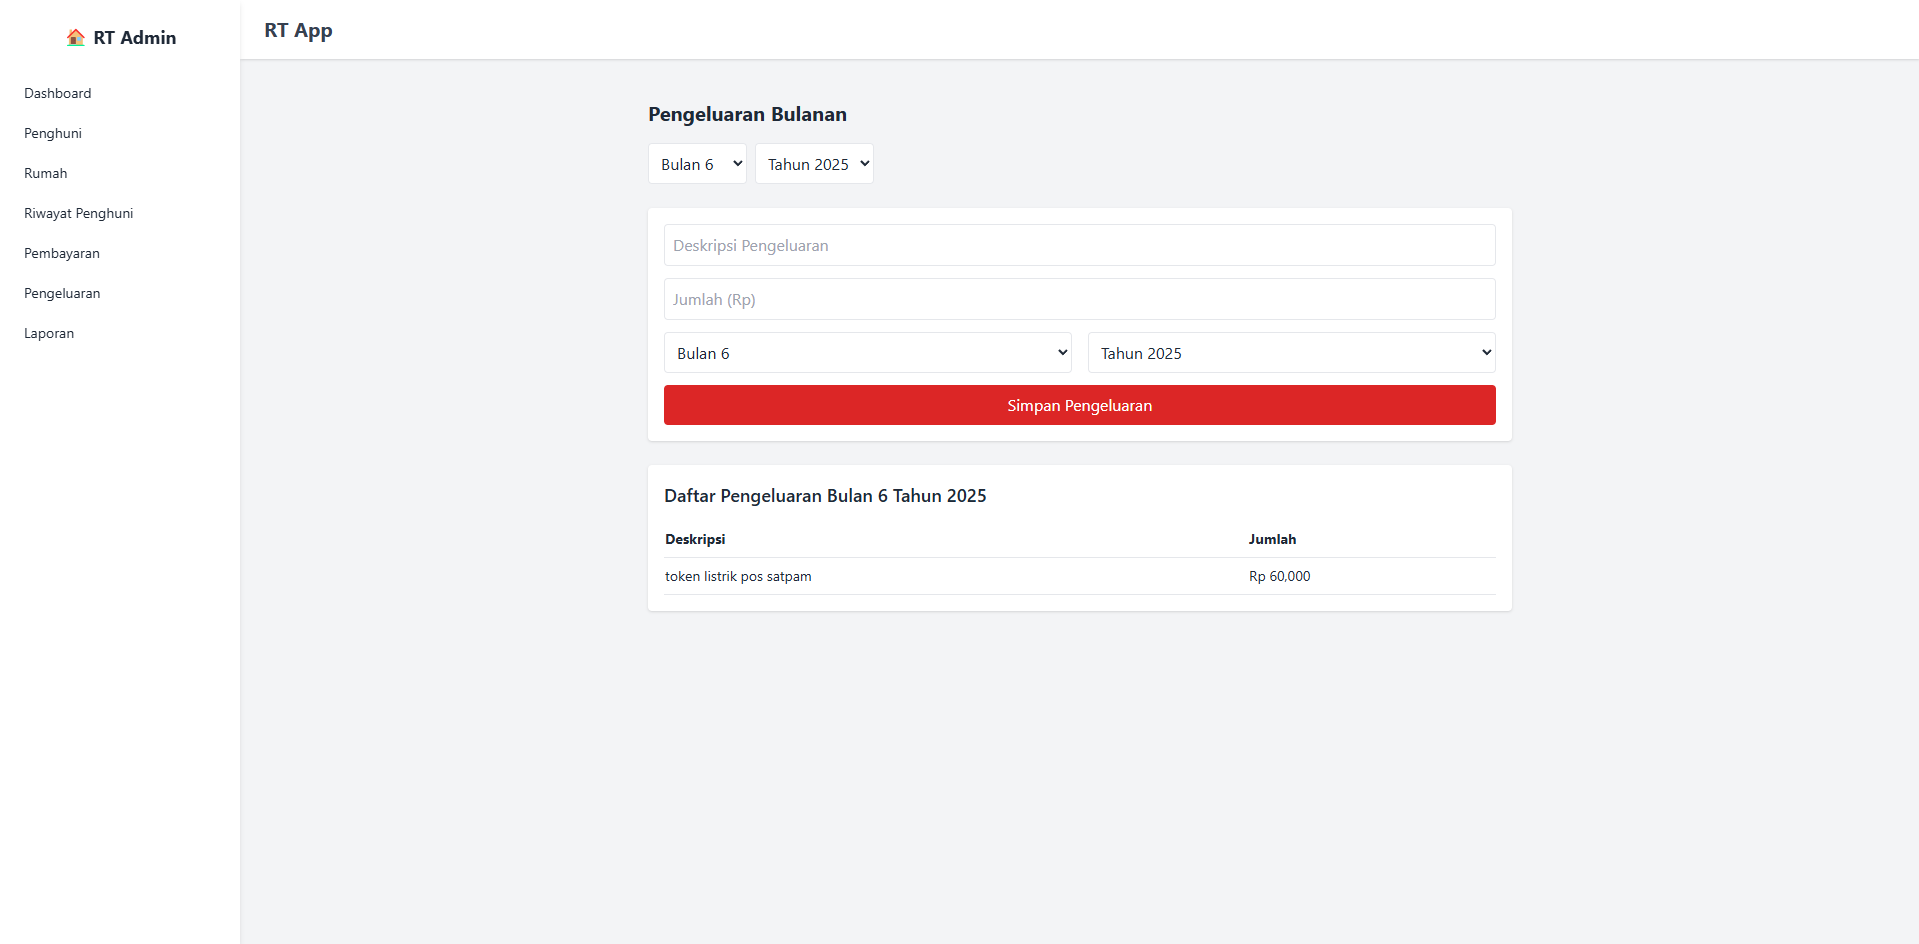 RT Admin
Dashboard
Penghuni
Rumah
Riwayat Penghuni
Pembayaran
Pengeluaran
Laporan
RT App
Pengeluaran Bulanan
Bulan 6 Tahun 2025
Deskripsi Pengeluaran
Jumlah (Rp)
Bulan 6 Tahun 2025
Simpan Pengeluaran
Daftar Pengeluaran Bulan 6 Tahun 2025
Deskripsi Jumlah
token listrik pos satpam Rp 60,000